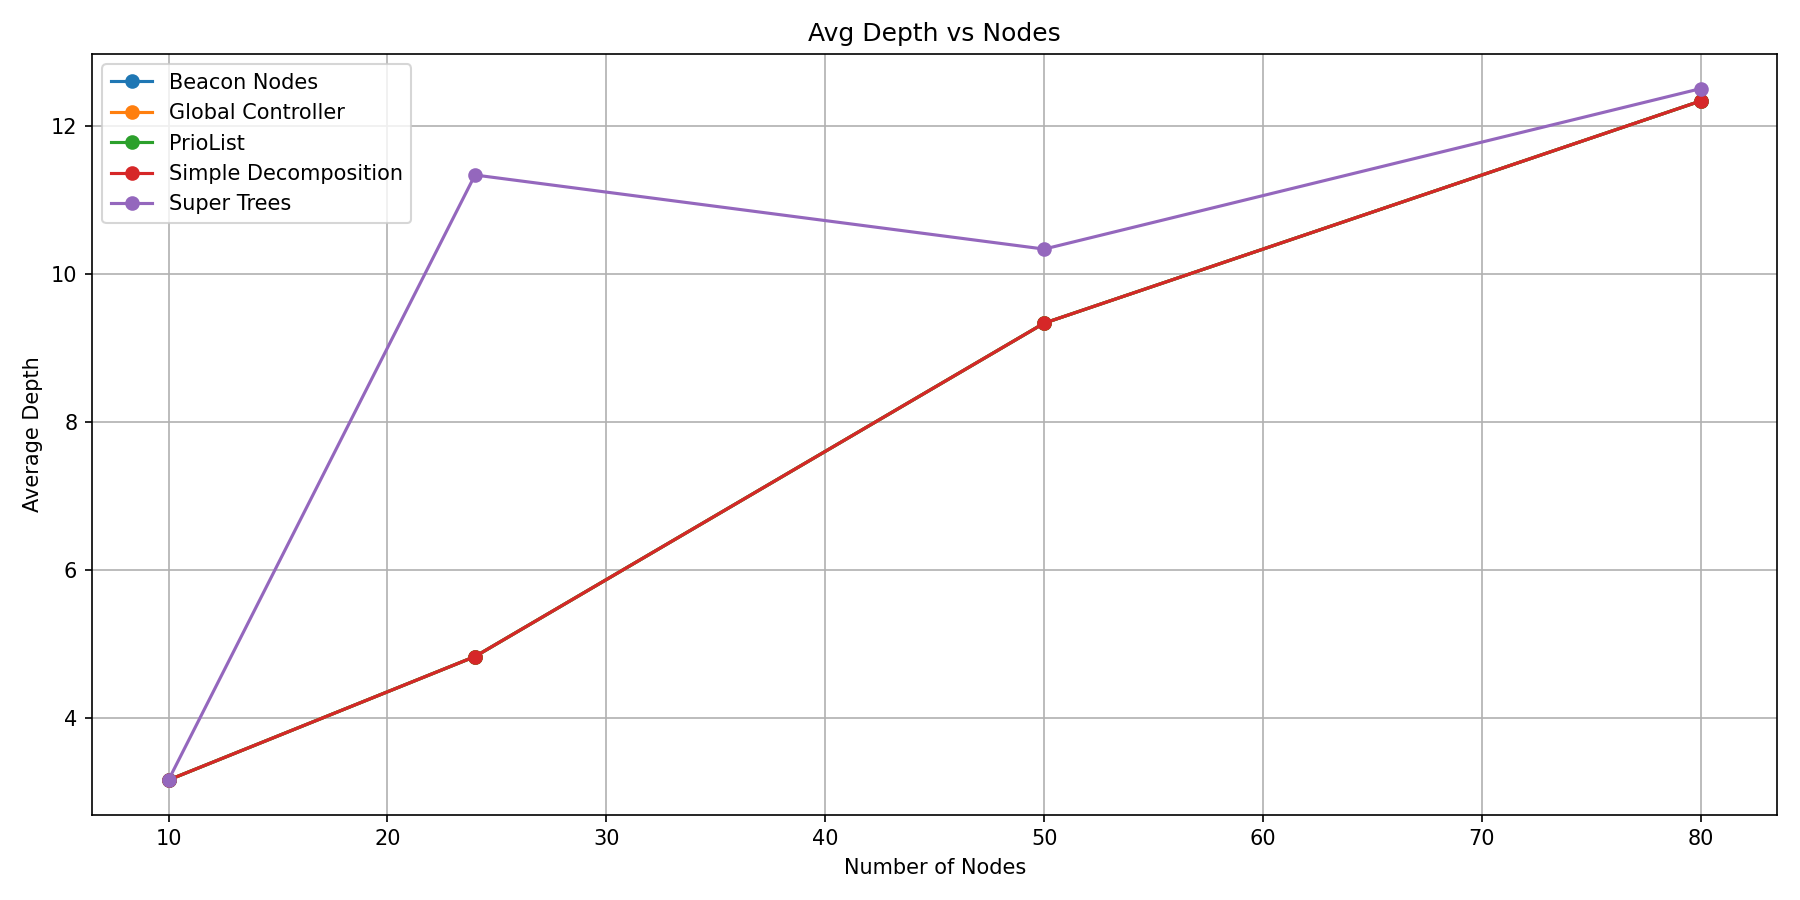 Avg Depth vs Nodes
Beacon Nodes
Global Controller
PrioList
Simple Decomposition
Super Trees
12
10
8
6
4
Average Depth
10 20 30 40 50 60 70 80
Number of Nodes